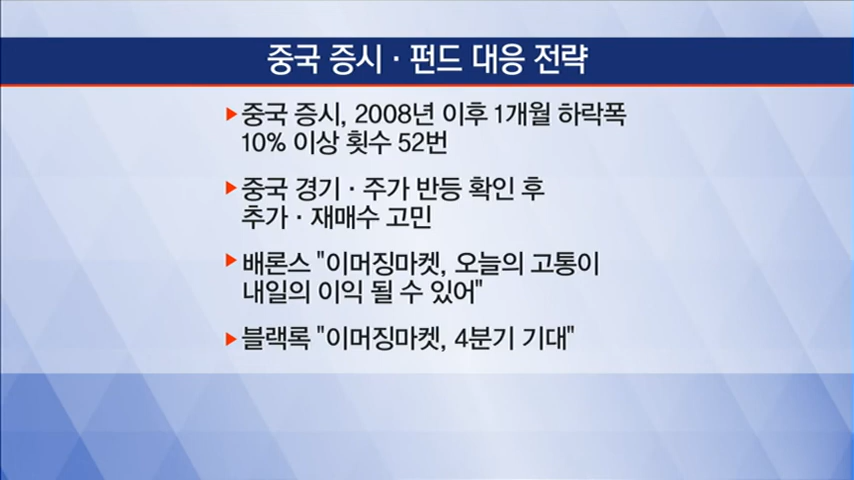 중국 증시 · 펀드 대응 전략
▶중국 증시, 2008년 이후 1개월 하락폭
10% 이상 횟수 52번
▶중국 경기 · 주가 반등 확인 후
추가 · 재매수 고민
▶배론스 "이머징마켓, 오늘의 고통이
내일의 이익 될 수 있어"
▶블랙록 "이머징마켓, 4분기 기대"